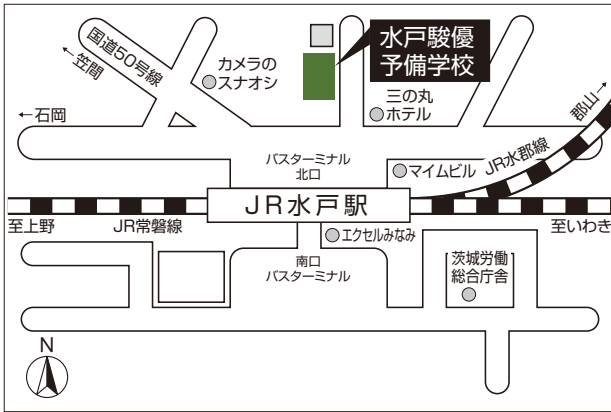 国道50号線
←笠間
カメラの
スナオシ
水戸駿優
予備学校
三の丸
ホテル
郡山→
←石岡
バスターミナル
北口
マイムビル
JR水郡線
JR水戸駅
至上野
JR常磐線
至いわき
エクセルみなみ
南口
バスターミナル
茨城労働
総合庁舎
N